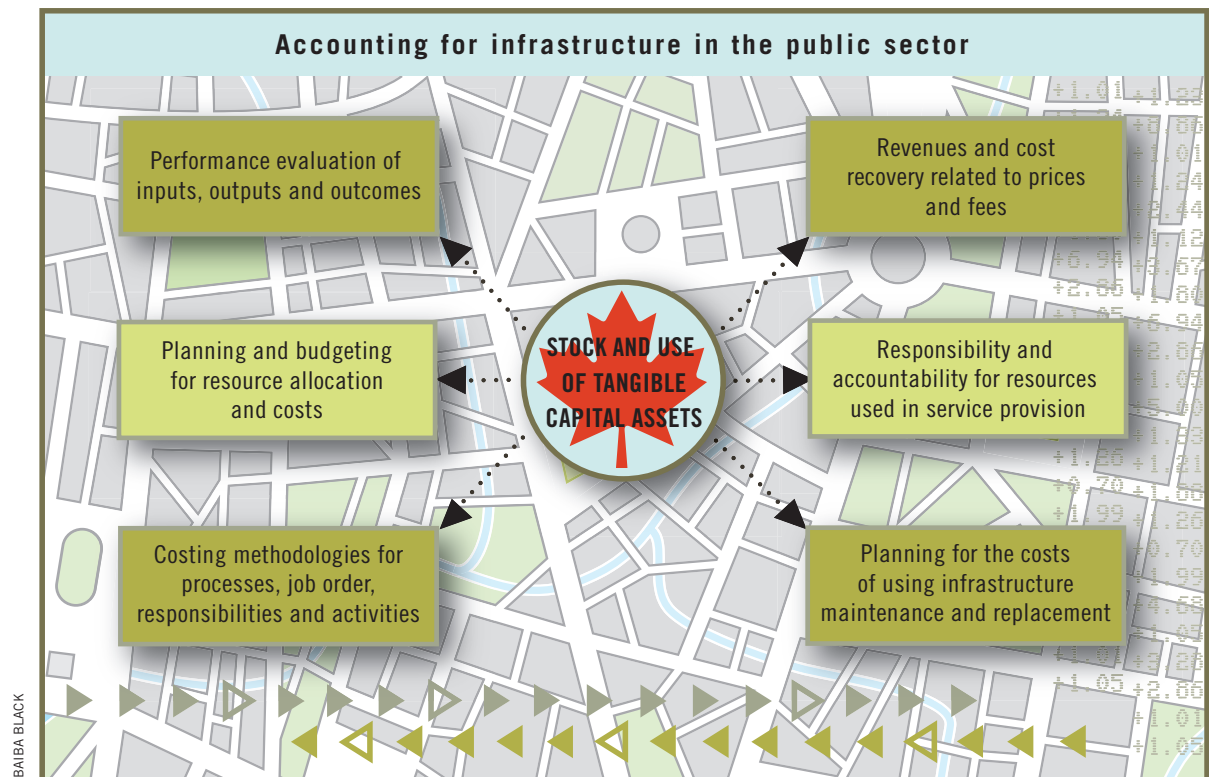 Accounting for infrastructure in the public sector
Performance evaluation of
inputs, outputs and outcomes
Revenues and cost
recovery related to prices
and fees
Planning and budgeting
for resource allocation
and costs
STOCK AND USE
OF TANGIBLE
CAPITAL ASSETS
Responsibility and
accountability for resources
used in service provision
Costing methodologies for
processes, job order,
responsibilities and activities
Planning for the costs
of using infrastructure
maintenance and replacement
BAIBA BLACK